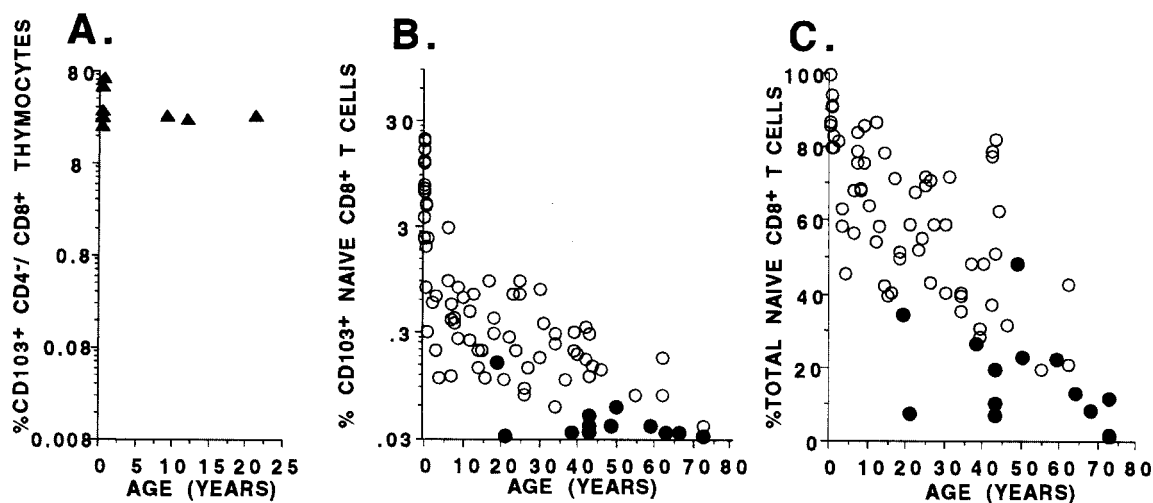 A.
%CD103+ CD4-/ CD8+ THYMOCYTES
80
8
0.8
0.08
0.008
0 5 10 15 20 25
AGE (YEARS)
B.
% CD103+ NAIVE CD8+ T CELLS
30
3
.3
.03
0 10 20 30 40 50 60 70 80
AGE (YEARS)
C.
%TOTAL NAIVE CD8+ T CELLS
100
80
60
40
20
0
0 10 20 30 40 50 60 70 80
AGE (YEARS)